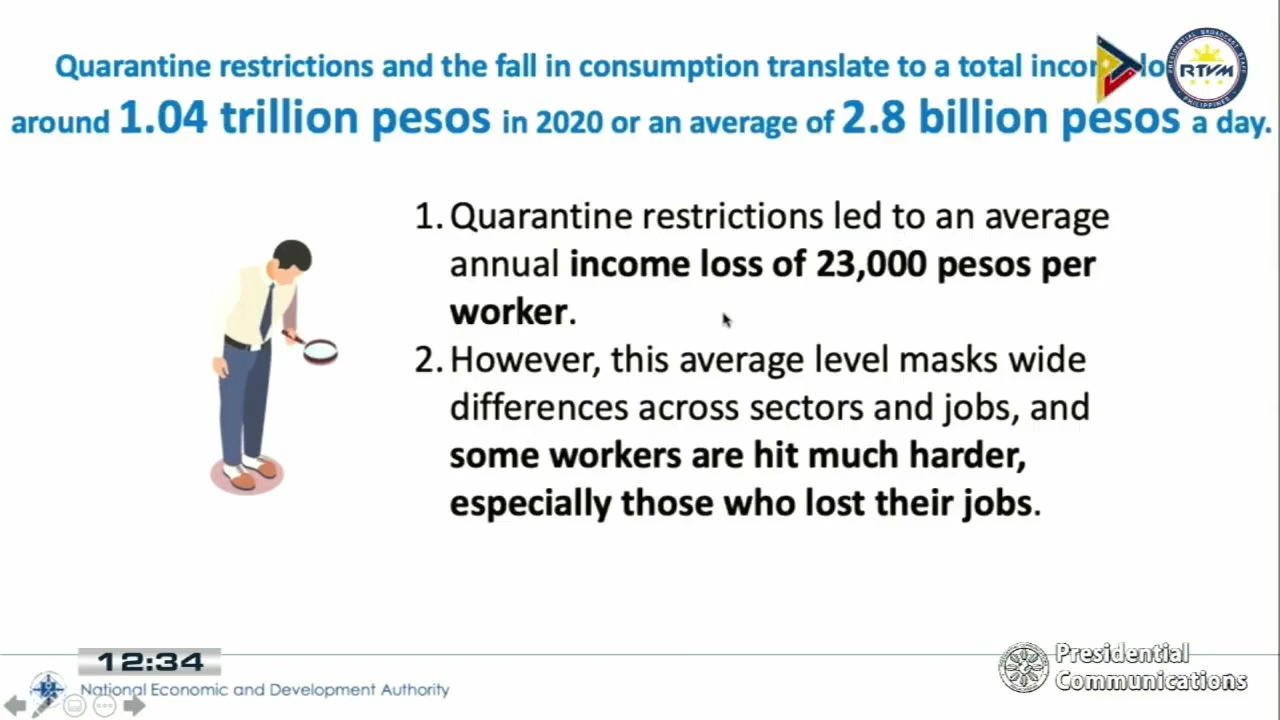 Quarantine restrictions and the fall in consumption translate to a total
around 1.04 trillion pesos in 2020 or an average of 2.8 billion pesos a day.
1. Quarantine restrictions led to an average
annual income loss of 23,000 pesos per
worker.
2. However, this average level masks wide
differences across sectors and jobs, and
some workers are hit much harder,
especially those who lost their jobs.
RTVM
PHILIPPINES
12:34
National Economic and Development Authority
Presidential
Communications